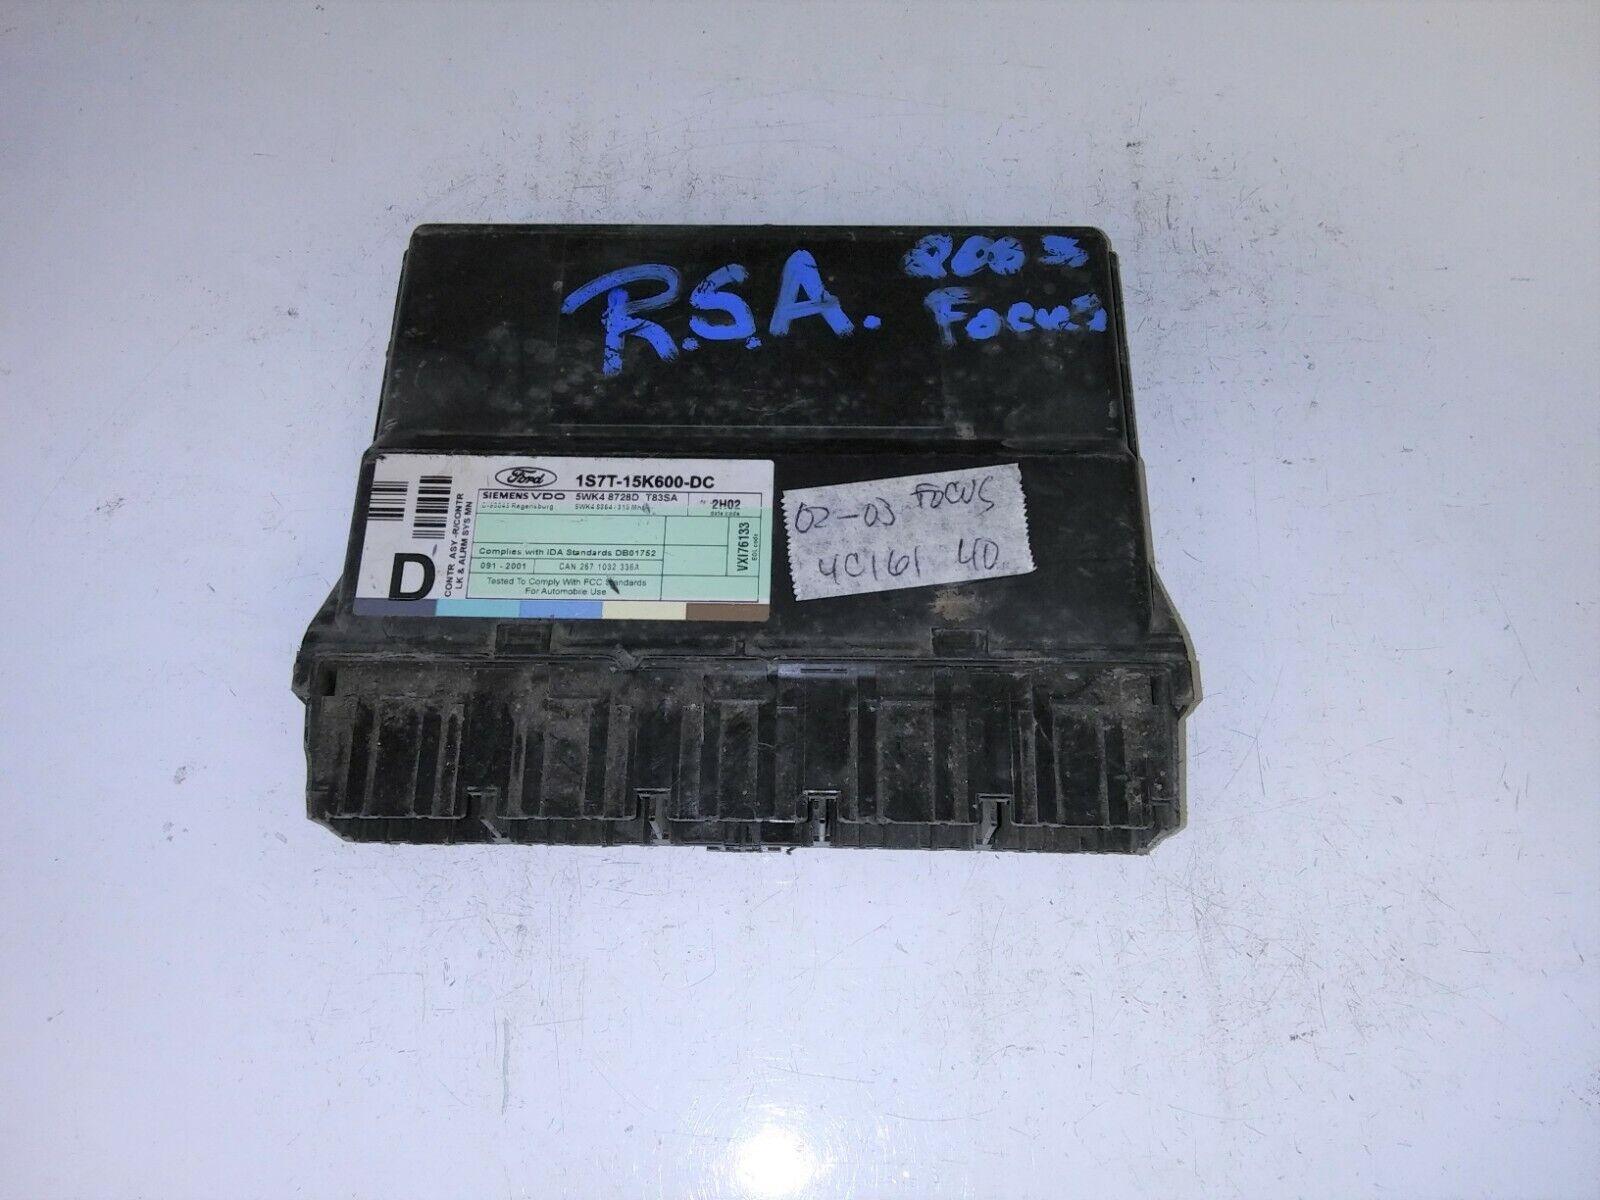 R.S.A.
2003
Focus
Ford
1S7T-15K600-DC
SIEMENS VDO 5WK4 8728D T83SA
2H02
date code
Regensburg
Complies with IDA Standards DB01752
091 - 2001 CAN 267 1032 336A
Tested To Comply With FCC Standards
For Automobile Use
VXI76133
EOL code
D
CONTR ASY -R/CONTR
LK & ALRM SYS MN
02-03 FOCUS
4C161 40